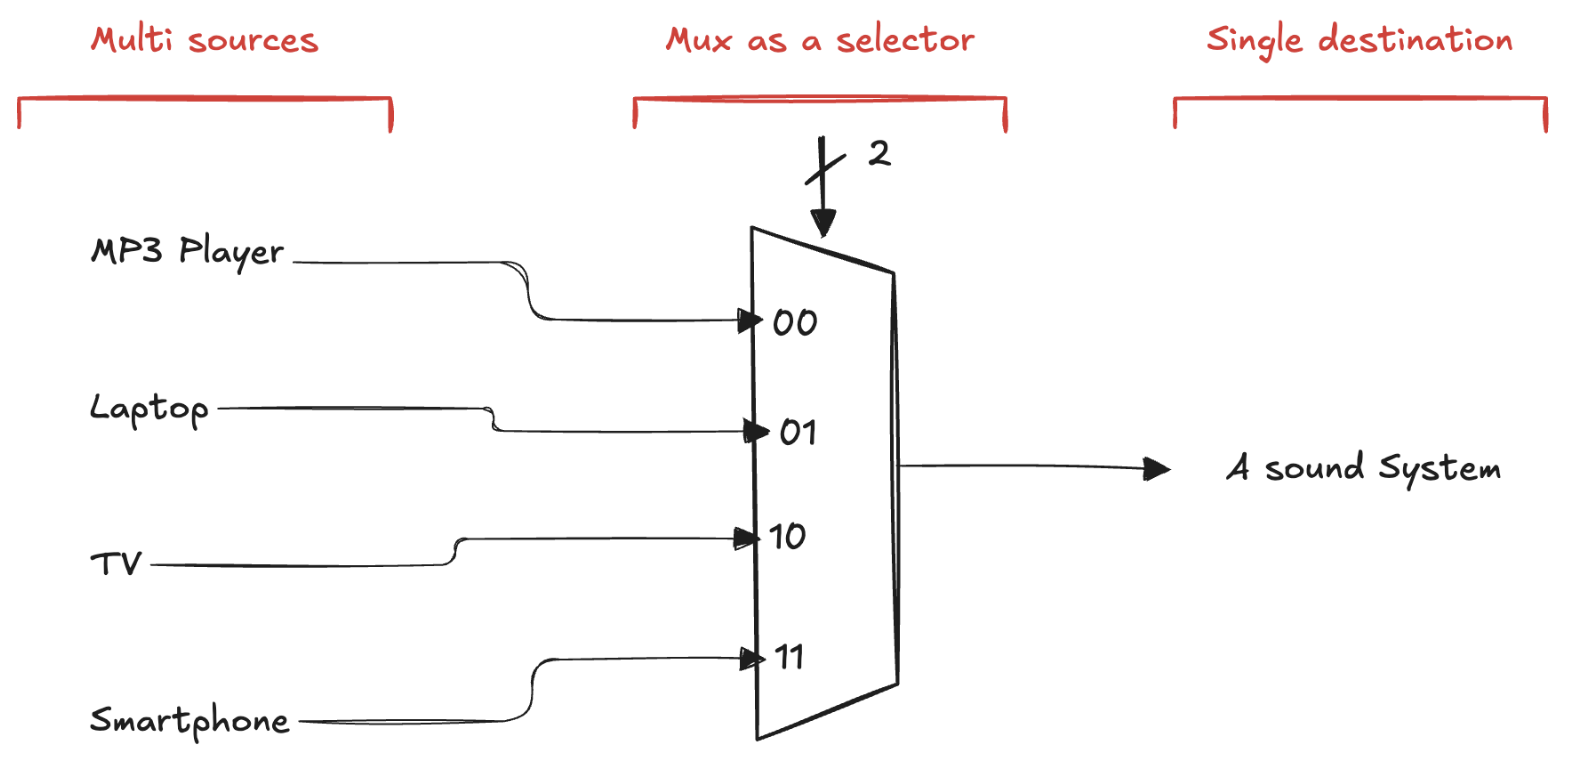 Multi sources
Mux as a selector
Single destination
2
MP3 Player
00
Laptop
01
A sound System
TV
10
Smartphone
11